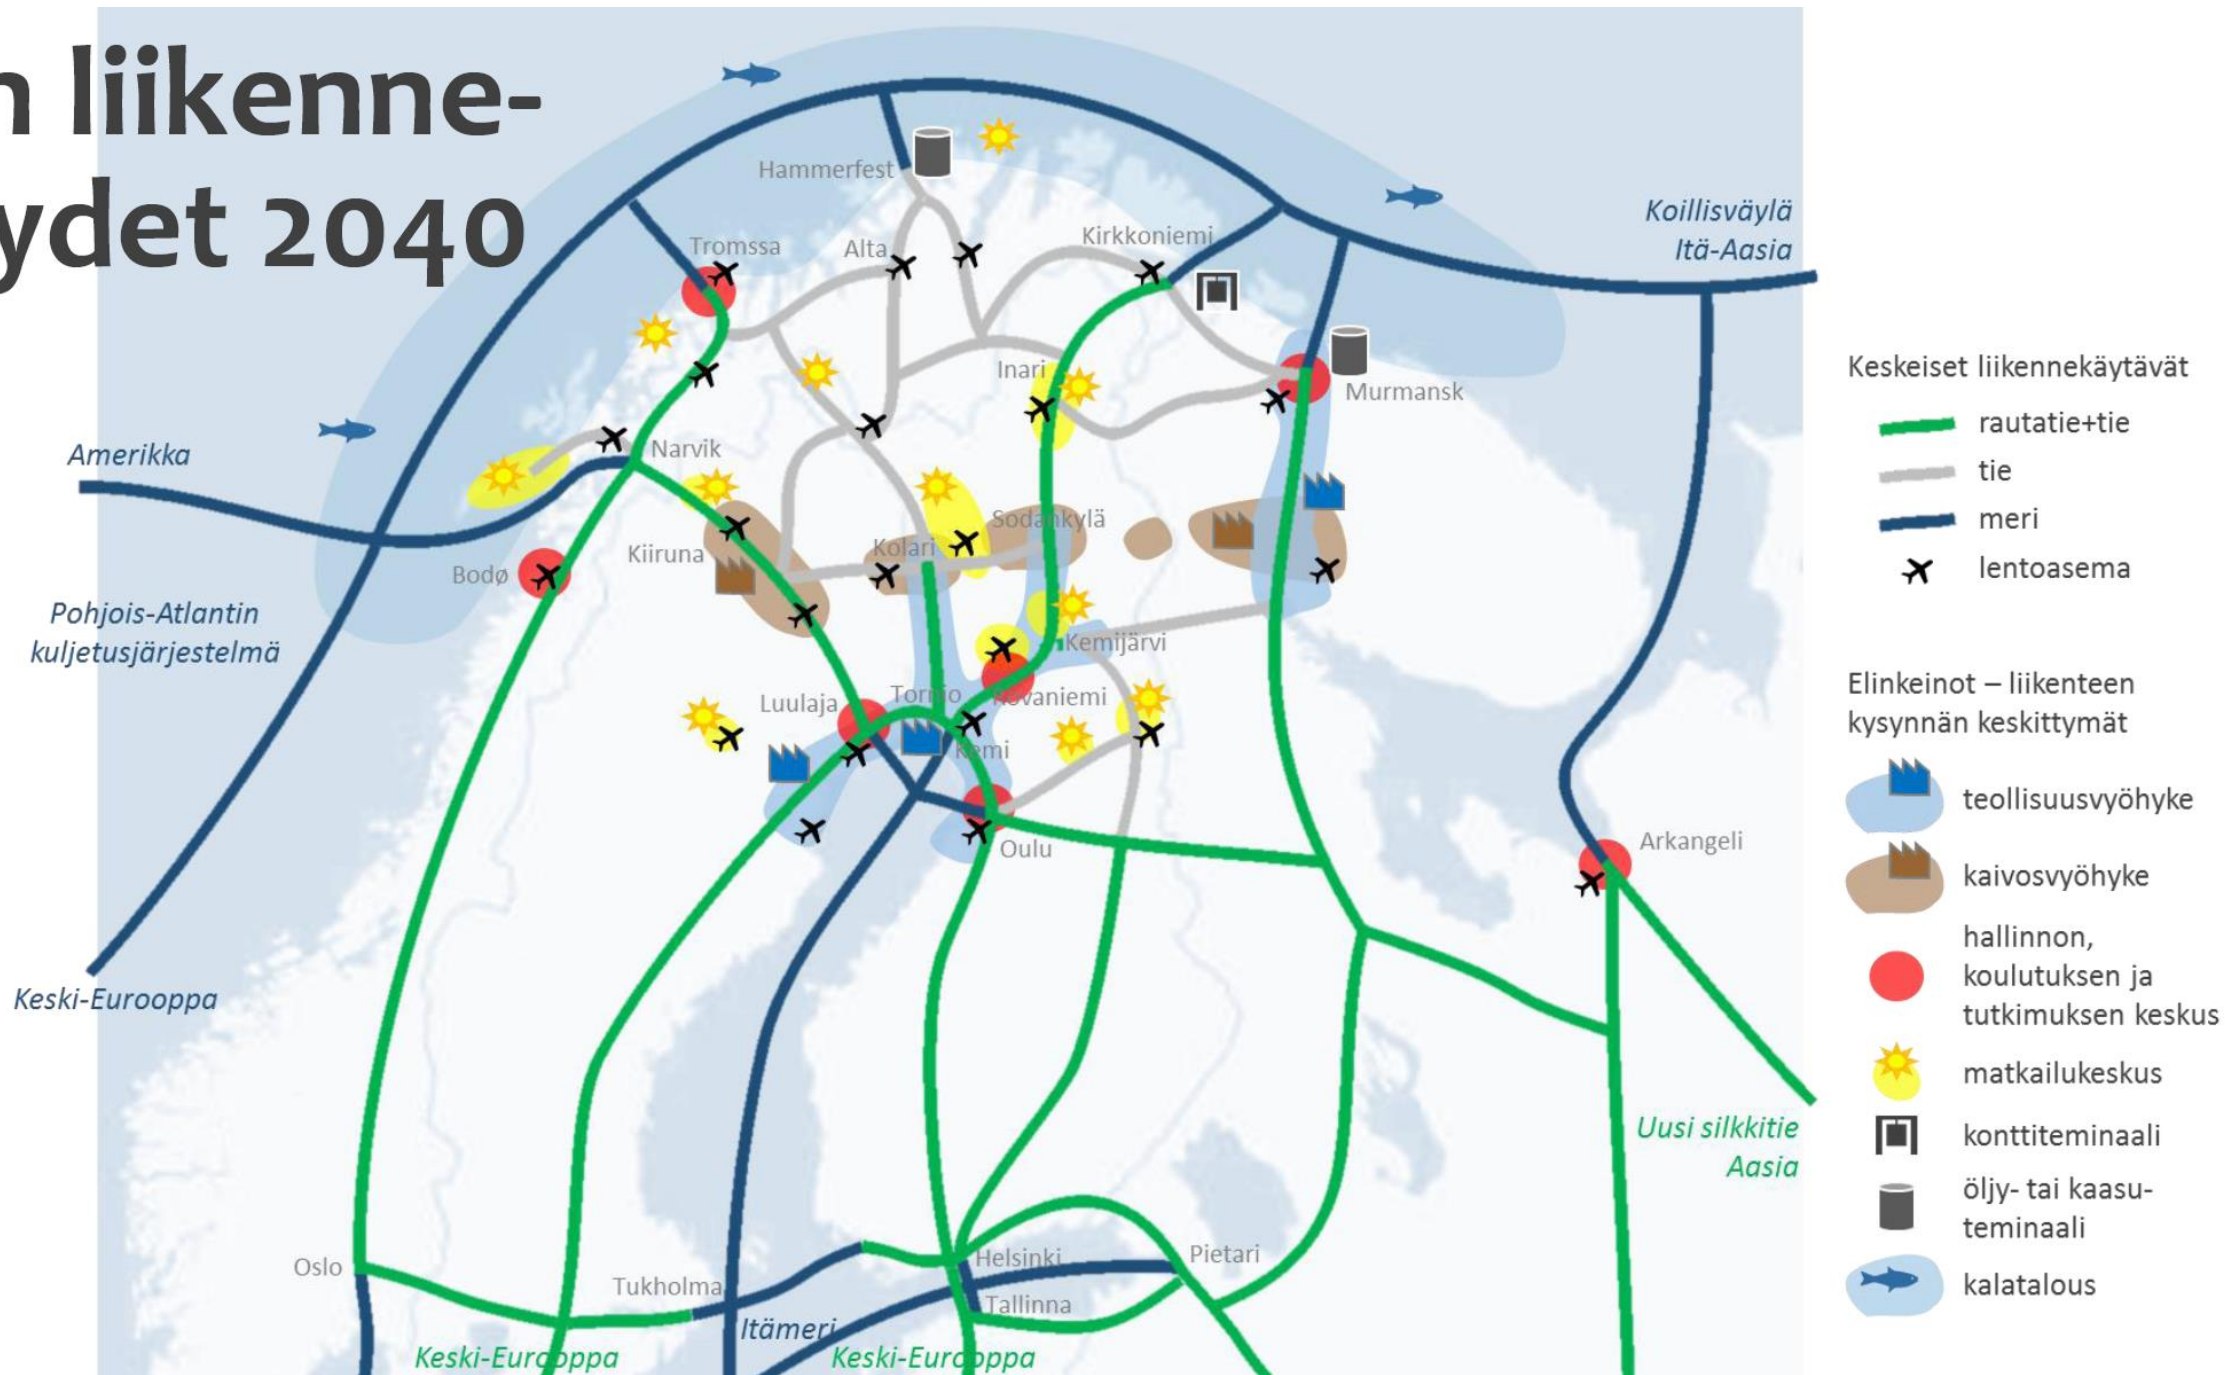 n liikenne-
ydet 2040
Hammerfest
Tromssa
Alta
Kirkkoniemi
Koillisväylä
Itä-Aasia
Inari
Murmansk
Amerikka
Narvik
Sodankylä
Kolari
Kiiruna
Bodø
Pohjois-Atlantin
kuljetusjärjestelmä
Kemijärvi
Luulaja
Tornio
Rovaniemi
Kemi
Oulu
Arkangeli
Keski-Eurooppa
Uusi silkkitie
Aasia
Oslo
Tukholma
Helsinki
Pietari
Tallinna
Itämeri
Keski-Eurooppa
Keski-Eurooppa
Keskeiset liikennekäytävät
rautatie+tie
tie
meri
lentoasema
Elinkeinot – liikenteen
kysynnän keskittymät
teollisuusvyöhyke
kaivosvyöhyke
hallinnon,
koulutuksen ja
tutkimuksen keskus
matkailukeskus
konttiteminaali
öljy- tai kaasu-
teminaali
kalatalous